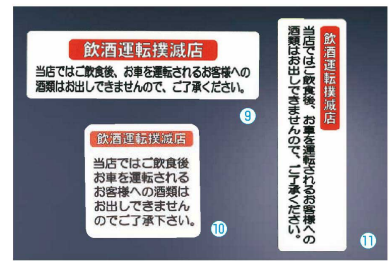 飲酒運転撲滅店
当店ではご飲食後、お車を運転されるお客様への
酒類はお出しできませんので、ご了承ください。
⑨
飲酒運転撲滅店
当店ではご飲食後
お車を運転される
お客様への酒類は
お出しできません
のでご了承下さい。
⑩
飲酒運転撲滅店
当店ではご飲食後、お車を運転されるお客様への
酒類はお出しできませんので、ご了承ください。
⑪